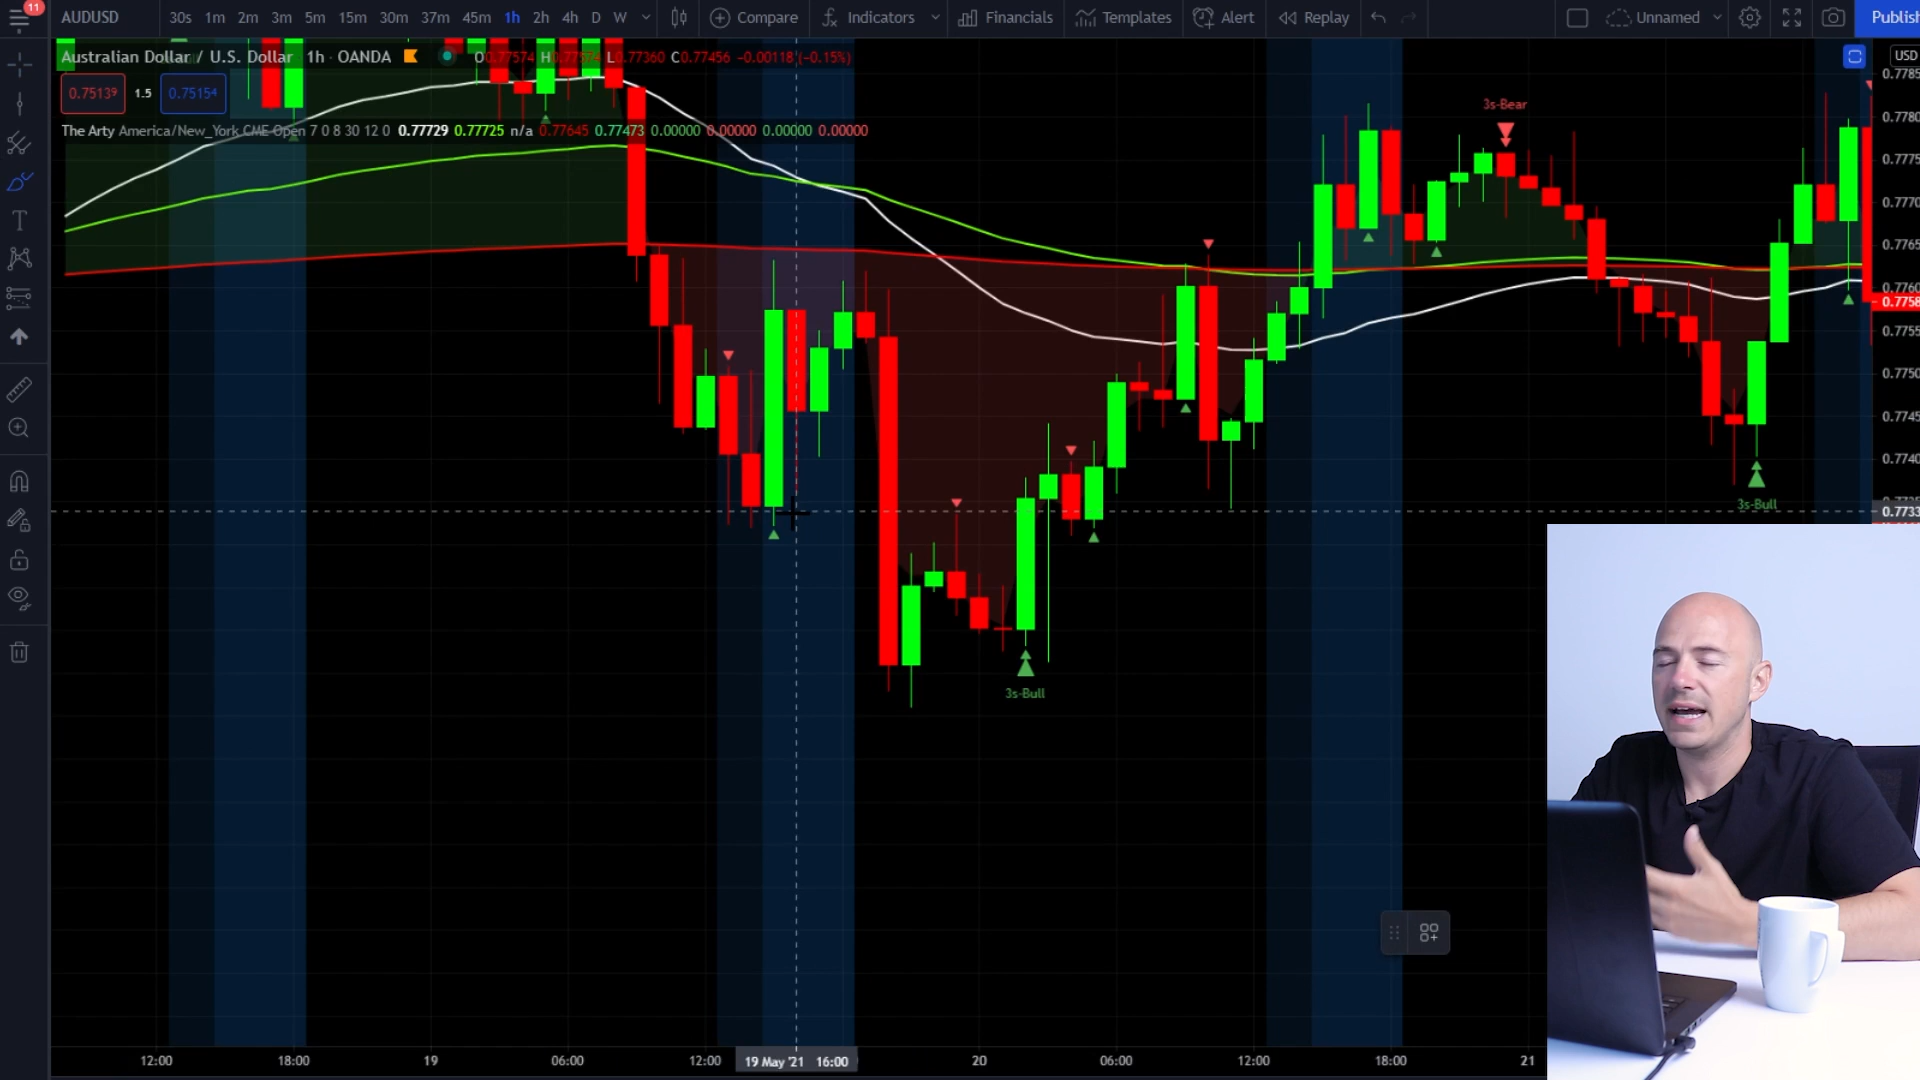 11
AUDUSD 30s 1m 2m 3m 5m 15m 30m 37m 45m 1h 2h 4h D W Compare Indicators Financials Templates Alert Replay Unnamed Publis
Australian Dollar / U.S. Dollar 1h · OANDA O0.77574 L0.77360 C0.77456 −0.00118 (−0.15%)
USD
0.75139 1.5 0.75154
The Arty America/New_York CME Open 7 0 8 30 12 0 0.77729 0.77725 n/a 0.77645 0.77473 0.00000 0.00000 0.00000 0.00000
3s-Bear
3s-Bull
3s-Bull
0.7785
0.7780
0.7775
0.7770
0.7765
0.7760
0.7758
0.7755
0.7750
0.7745
0.7740
0.7733
12:00 18:00 19 06:00 12:00 19 May '21 16:00 20 06:00 12:00 18:00 21